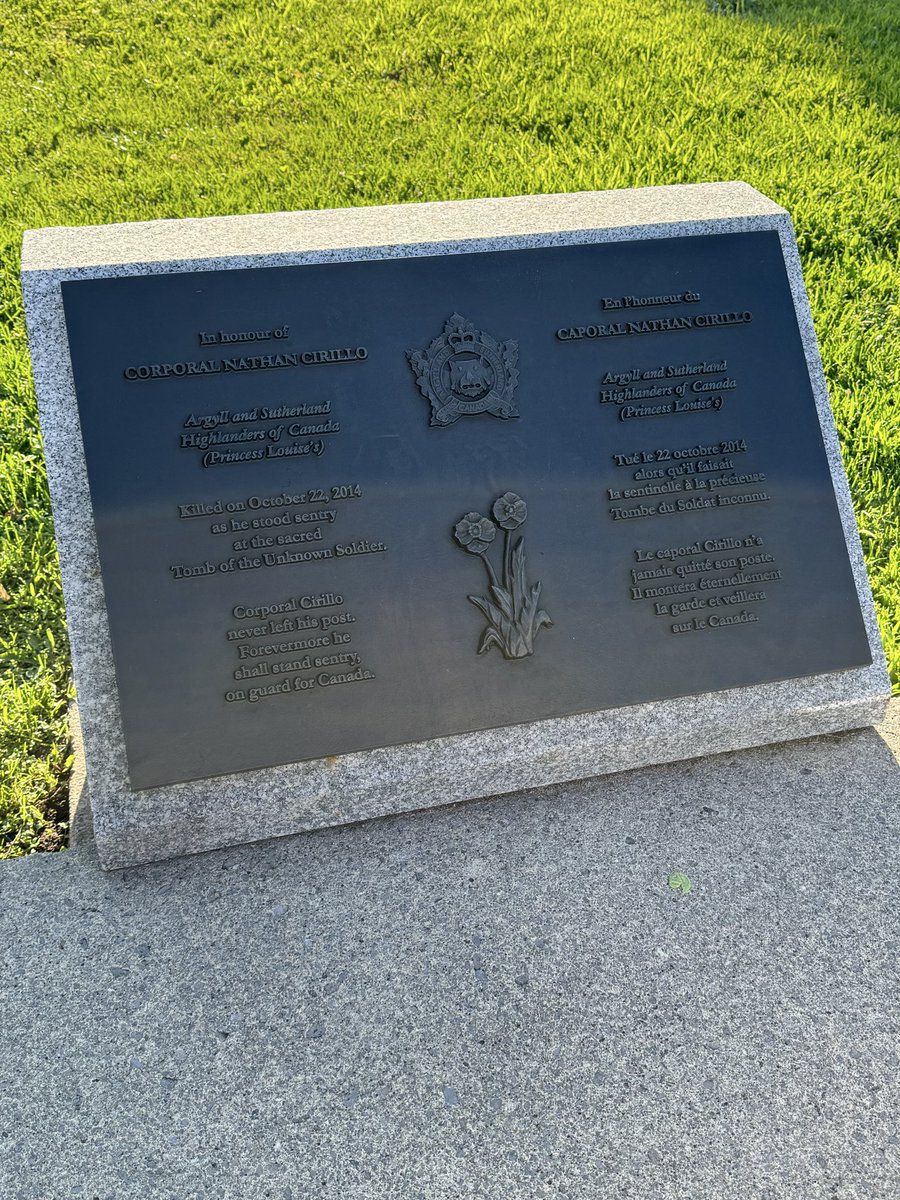 In honour of
CORPORAL NATHAN CIRILLO
Argyll and Sutherland
Highlanders of Canada
(Princess Louise's)
Killed on October 22, 2014
as he stood sentry
at the sacred
Tomb of the Unknown Soldier.
Corporal Cirillo
never left his post.
Forevermore he
shall stand sentry,
on guard for Canada.
En l'honneur du
CAPORAL NATHAN CIRILLO
Argyll and Sutherland
Highlanders of Canada
(Princess Louise's)
Tué le 22 octobre 2014
alors qu'il faisait
la sentinelle à la précieuse
Tombe du Soldat inconnu.
Le caporal Cirillo n'a
jamais quitté son poste.
Il montera éternellement
la garde et veillera
sur le Canada.